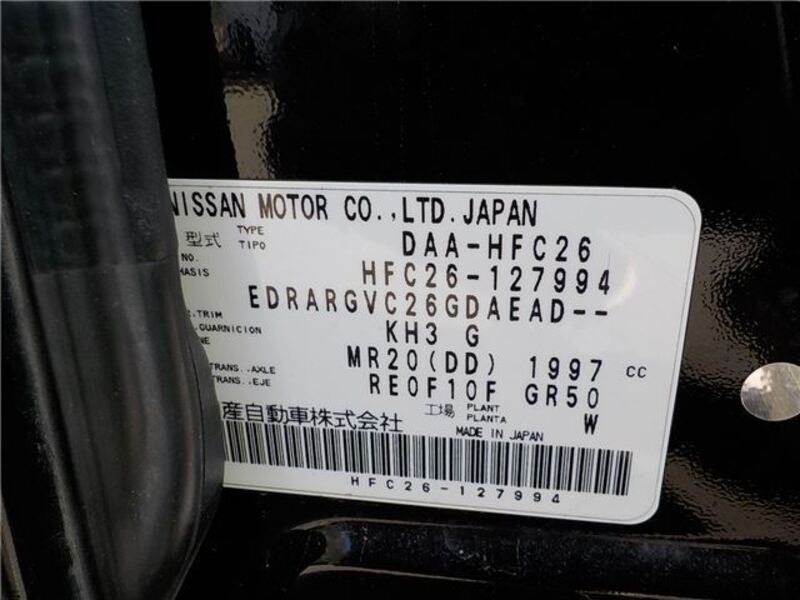 NISSAN MOTOR CO.,LTD.JAPAN
型式 TYPE TIPO DAA-HFC26
NO. HASIS HFC26-127994
EDRARGVC26GDAEAD--
.TRIM GUARNICION KH3 G
NE MR20(DD) 1997 cc
TRANS.,AXLE TRANS.,EJE RE0F10F GR50
産自動車株式会社 工場 PLANT PLANTA W
MADE IN JAPAN
HFC26-127994